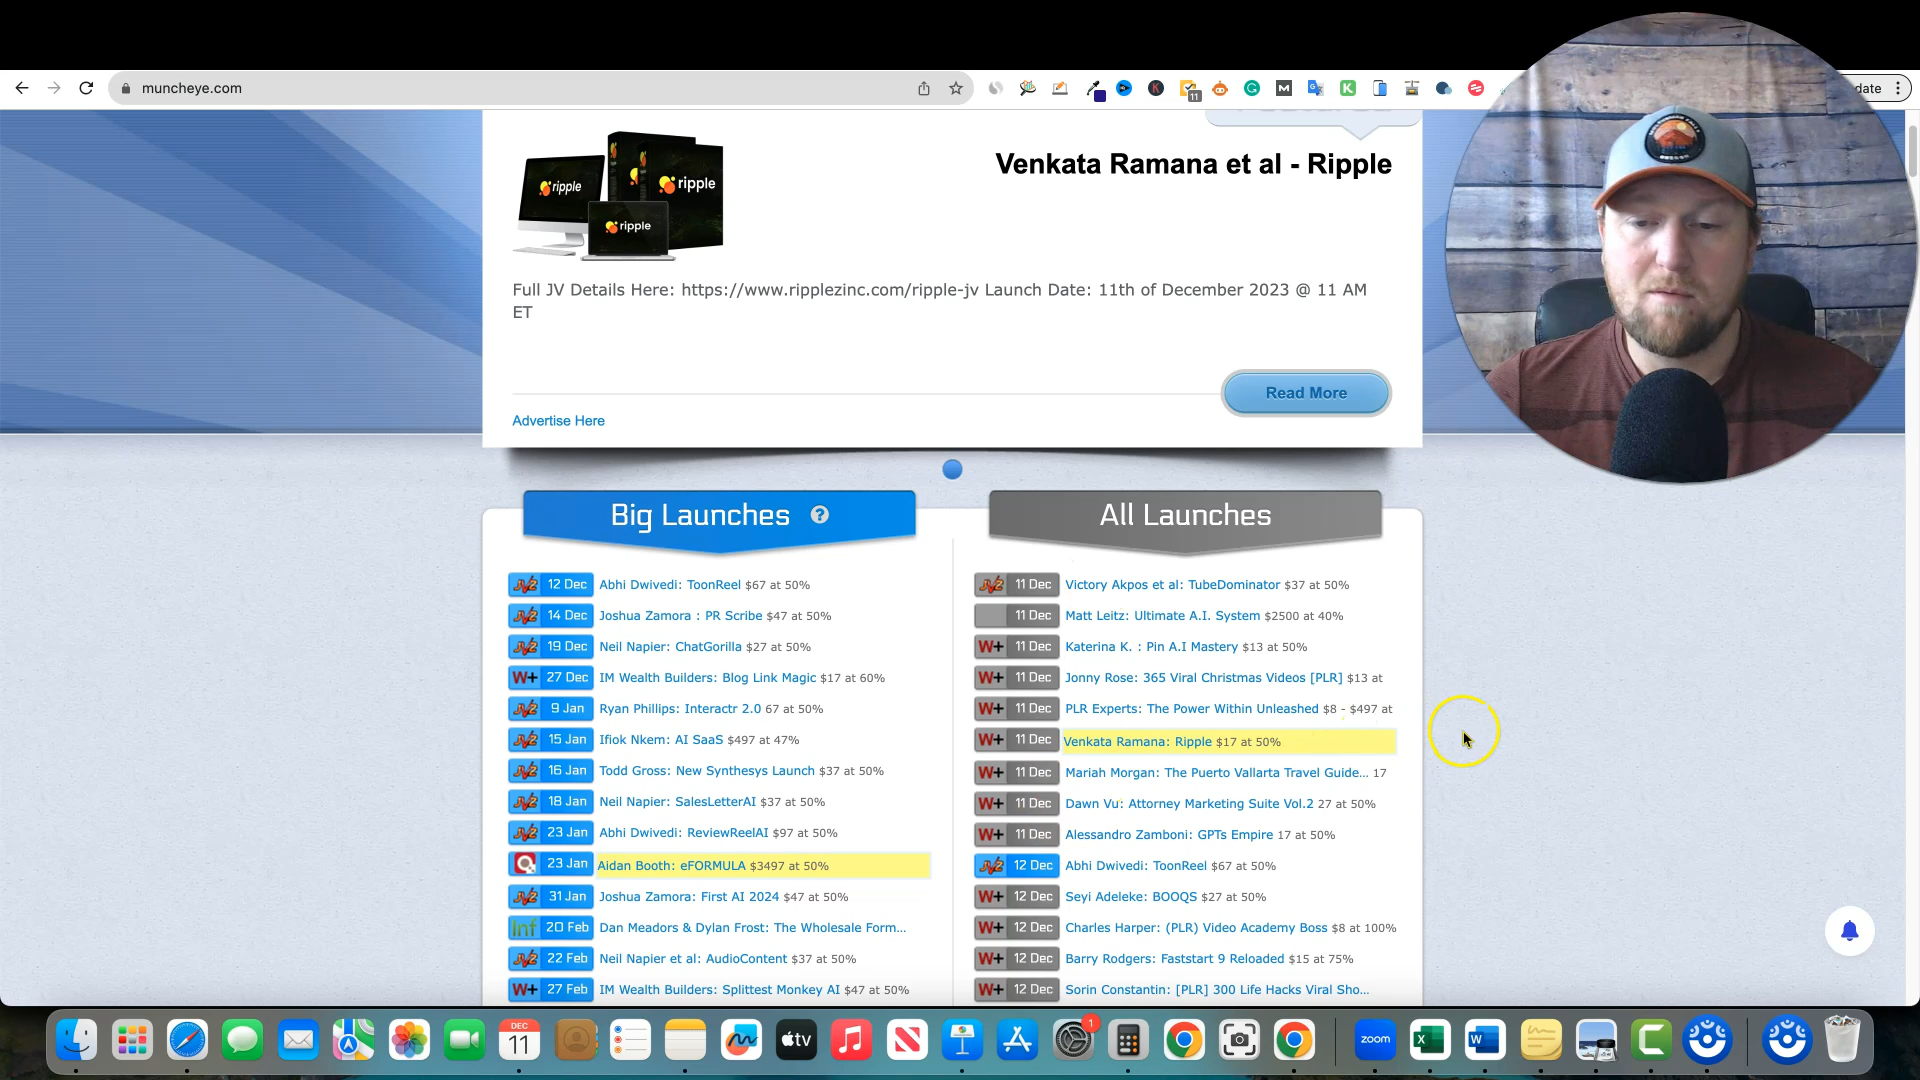 muncheye.com
11
date
ripple
ripple
ripple
Venkata Ramana et al - Ripple
Full JV Details Here: https://www.ripplezinc.com/ripple-jv Launch Date: 11th of December 2023 @ 11 AM
ET
Read More
Advertise Here
Big Launches ?
12 Dec Abhi Dwivedi: ToonReel $67 at 50%
14 Dec Joshua Zamora : PR Scribe $47 at 50%
19 Dec Neil Napier: ChatGorilla $27 at 50%
W+ 27 Dec IM Wealth Builders: Blog Link Magic $17 at 60%
9 Jan Ryan Phillips: Interactr 2.0 67 at 50%
15 Jan Ifiok Nkem: AI SaaS $497 at 47%
16 Jan Todd Gross: New Synthesys Launch $37 at 50%
18 Jan Neil Napier: SalesLetterAI $37 at 50%
23 Jan Abhi Dwivedi: ReviewReelAI $97 at 50%
23 Jan Aidan Booth: eFORMULA $3497 at 50%
31 Jan Joshua Zamora: First AI 2024 $47 at 50%
Inf 20 Feb Dan Meadors & Dylan Frost: The Wholesale Form...
22 Feb Neil Napier et al: AudioContent $37 at 50%
W+ 27 Feb IM Wealth Builders: Splittest Monkey AI $47 at 50%
All Launches
11 Dec Victory Akpos et al: TubeDominator $37 at 50%
11 Dec Matt Leitz: Ultimate A.I. System $2500 at 40%
W+ 11 Dec Katerina K. : Pin A.I Mastery $13 at 50%
W+ 11 Dec Jonny Rose: 365 Viral Christmas Videos [PLR] $13 at
W+ 11 Dec PLR Experts: The Power Within Unleashed $8 - $497 at
W+ 11 Dec Venkata Ramana: Ripple $17 at 50%
W+ 11 Dec Mariah Morgan: The Puerto Vallarta Travel Guide... 17
W+ 11 Dec Dawn Vu: Attorney Marketing Suite Vol.2 27 at 50%
W+ 11 Dec Alessandro Zamboni: GPTs Empire 17 at 50%
12 Dec Abhi Dwivedi: ToonReel $67 at 50%
W+ 12 Dec Seyi Adeleke: BOOQS $27 at 50%
W+ 12 Dec Charles Harper: (PLR) Video Academy Boss $8 at 100%
W+ 12 Dec Barry Rodgers: Faststart 9 Reloaded $15 at 75%
W+ 12 Dec Sorin Constantin: [PLR] 300 Life Hacks Viral Sho...
DEC
11
tv
1
zoom